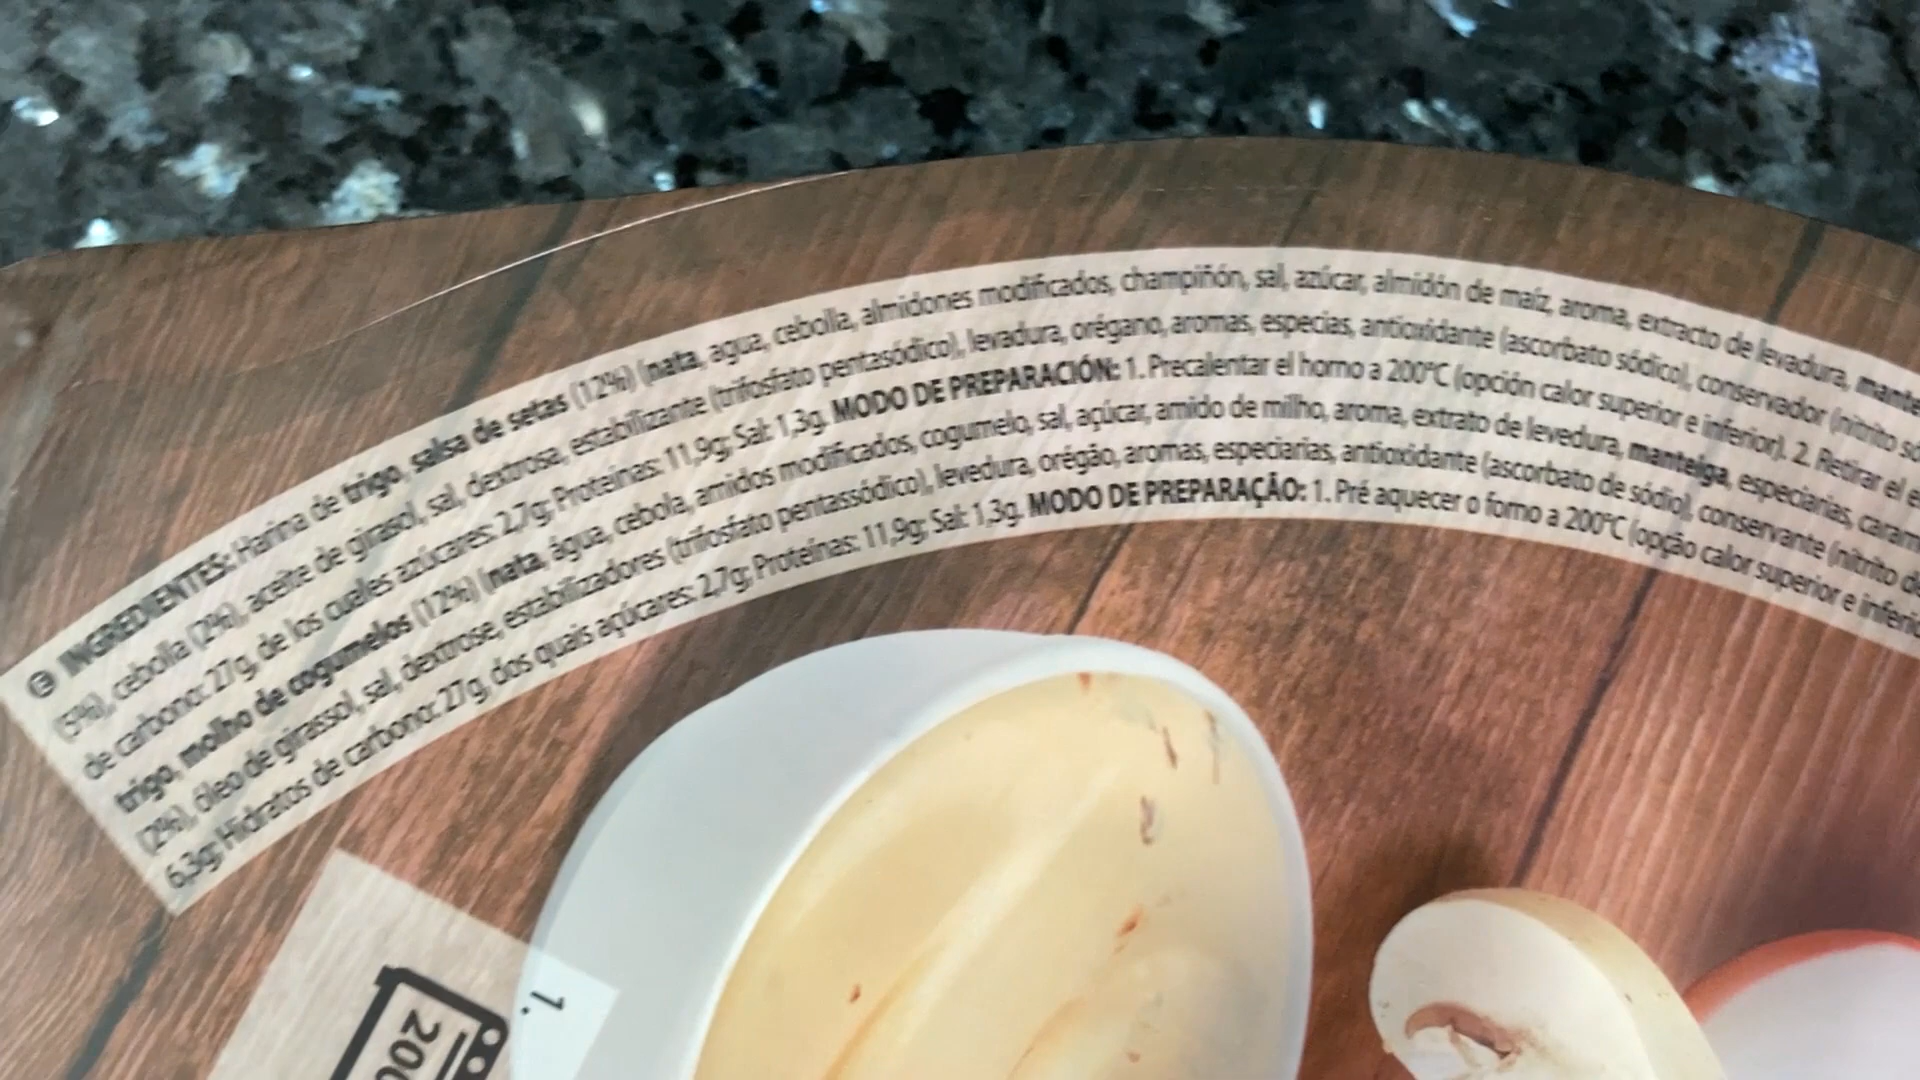 E INGREDIENTES: Harina de trigo, salsa de setas (12%) (nata, agua, cebolla, almidones modificados, champiñón, sal, azúcar, almidón de maíz, aroma, extracto de levadura, mante
(5%), cebolla (2%), aceite de girasol, sal, dextrosa, estabilizante (trifosfato pentasódico), levadura, orégano, aromas, especias, antioxidante (ascorbato sódico), conservador (nitrito só
de carbono: 27g, de los cueles azúcares: 2,7g; Proteínas: 11,9g; Sal: 1,3g. MODO DE PREPARACIÓN: 1. Precalentar el horno a 200°C (opción calor superior e inferior). 2. Retirar el e
trigo, molho de cogumelos (12%) (nata, água, cebola, amidos modificados, cogumelo, sal, açúcar, amido de milho, aroma, extrato de levedura, manteiga, especiarias, caram
(2%), óleo de girassol, sal, dextrose, estabilizadores (trifosfato pentassódico), levedura, orégão, aromas, especiarias, antioxidante (ascorbato de sódio), conservante (nitrito de
6,3g; Hidratos de carbono: 27g, dos quais açúcares: 2,7g; Proteínas: 11,9g; Sal: 1,3g. MODO DE PREPARAÇÃO: 1. Pré aquecer o forno a 200°C (opção calor superior e inferio
1.
200